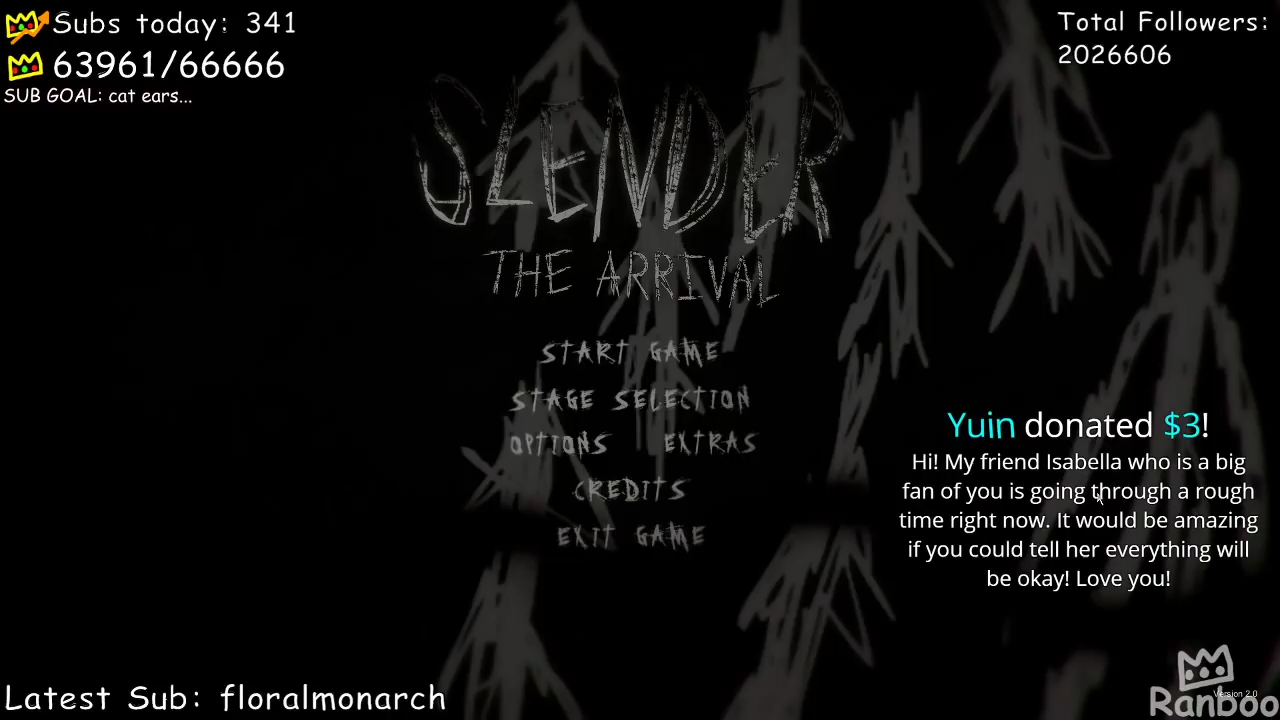 Subs today: 341
63961/66666
SUB GOAL: cat ears...
Total Followers:
2026606
SLENDER
THE ARRIVAL
START GAME
STAGE SELECTION
OPTIONS EXTRAS
CREDITS
EXIT GAME
Yuin donated $3!
Hi! My friend Isabella who is a big
fan of you is going through a rough
time right now. It would be amazing
if you could tell her everything will
be okay! Love you!
Latest Sub: floralmonarch
Version 2.0
Ranboo